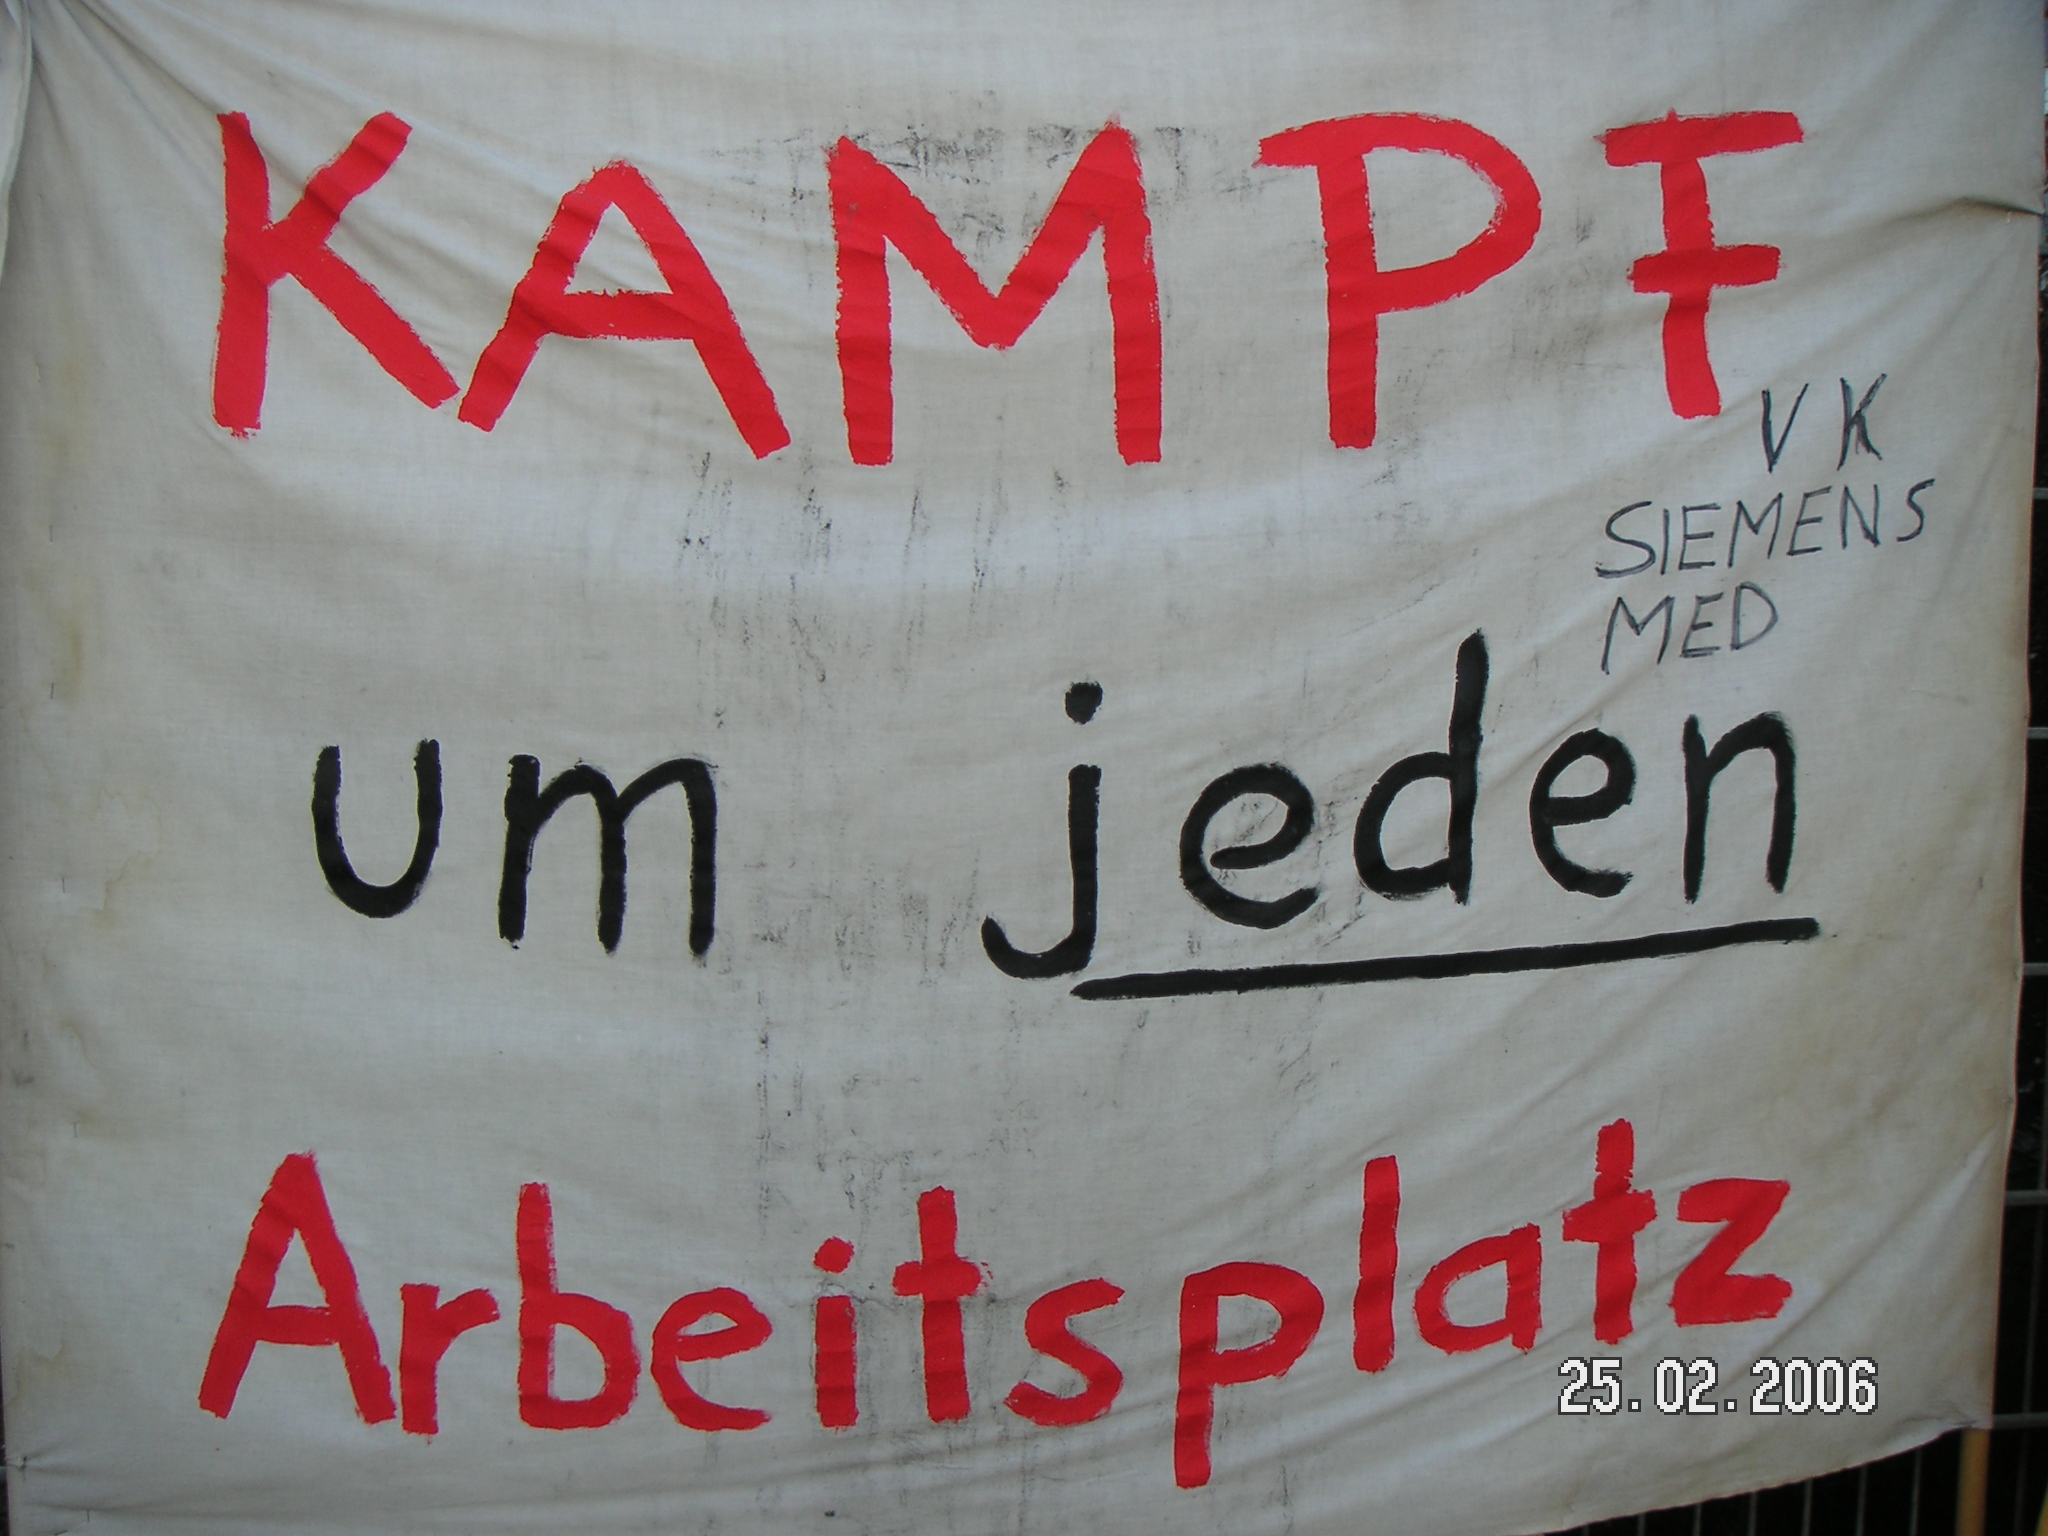 KAMPF
VK
SIEMENS
MED
um jeden
Arbeitsplatz
25.02.2006